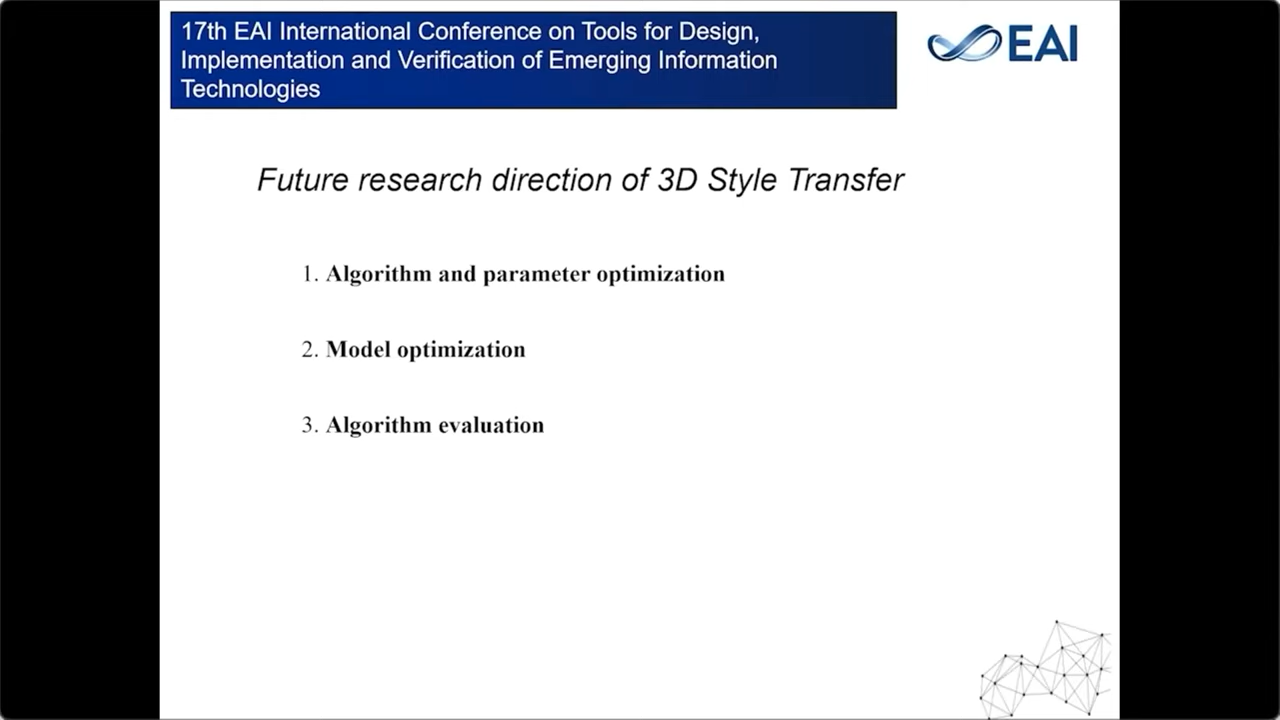 17th EAI International Conference on Tools for Design,
Implementation and Verification of Emerging Information
Technologies
EAI
Future research direction of 3D Style Transfer
1. Algorithm and parameter optimization
2. Model optimization
3. Algorithm evaluation